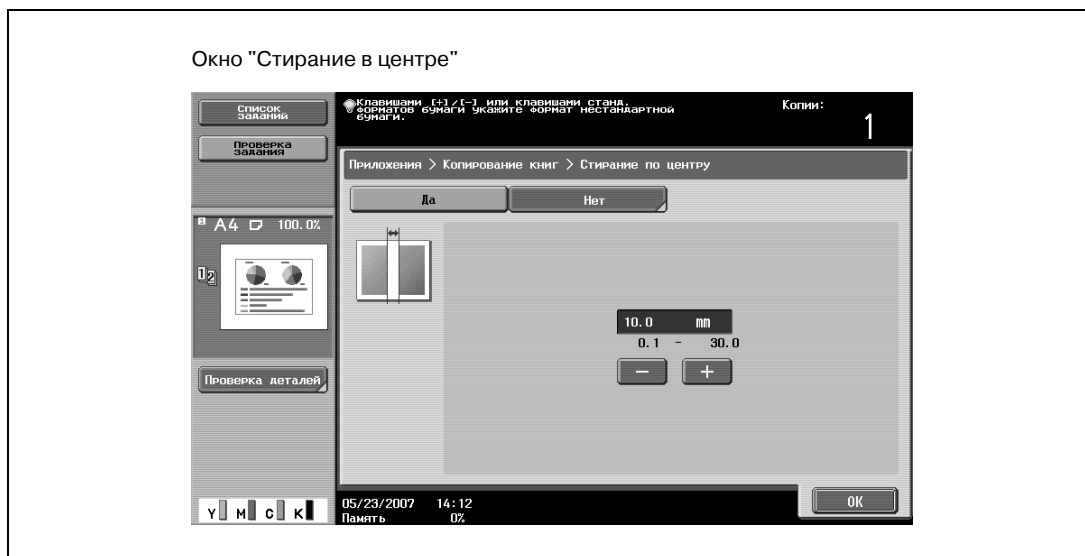 Окно "Стирание в центре"
Список
заданий
Клавишами [+]/[-] или клавишами станд.
форматов бумаги укажите формат нестандартной
бумаги.
Копии:
1
Проверка
задания
Приложения > Копирование книг > Стирание по центру
Да
Нет
A4 100.0%
1 2
10.0 mm
0.1 - 30.0
− +
Проверка деталей
OK
Y M C K
05/23/2007 14:12
Память 0%